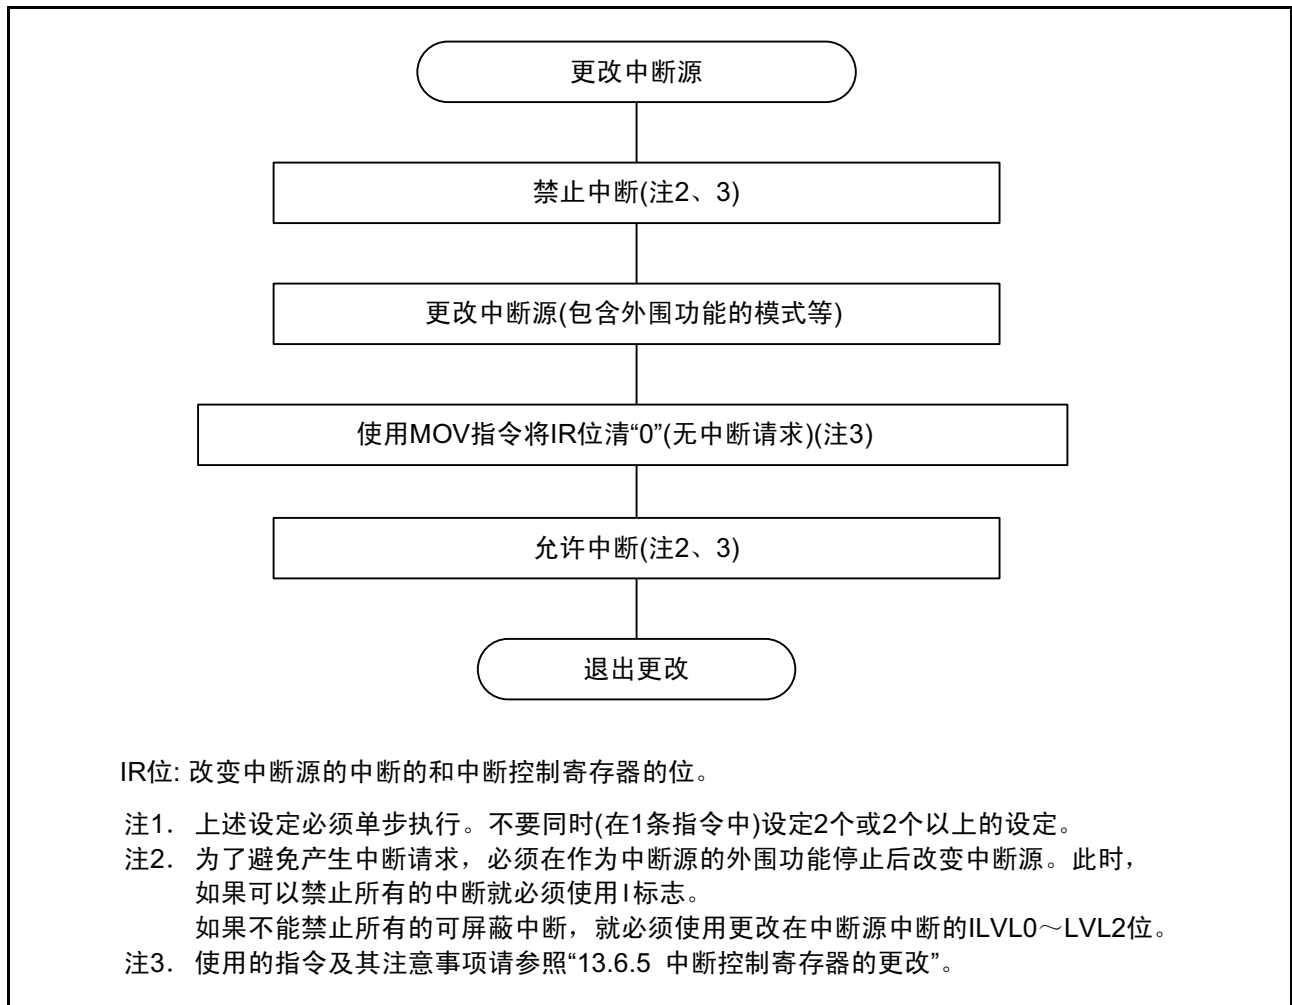 更改中断源
禁止中断(注2、3)
更改中断源(包含外围功能的模式等)
使用MOV指令将IR位清“0”(无中断请求)(注3)
允许中断(注2、3)
退出更改
IR位: 改变中断源的中断的和中断控制寄存器的位。
注1. 上述设定必须单步执行。不要同时(在1条指令中)设定2个或2个以上的设定。
注2. 为了避免产生中断请求，必须在作为中断源的外围功能停止后改变中断源。此时，
如果可以禁止所有的中断就必须使用I标志。
如果不能禁止所有的可屏蔽中断，就必须使用更改在中断源中断的ILVL0～LVL2位。
注3. 使用的指令及其注意事项请参照“13.6.5 中断控制寄存器的更改”。